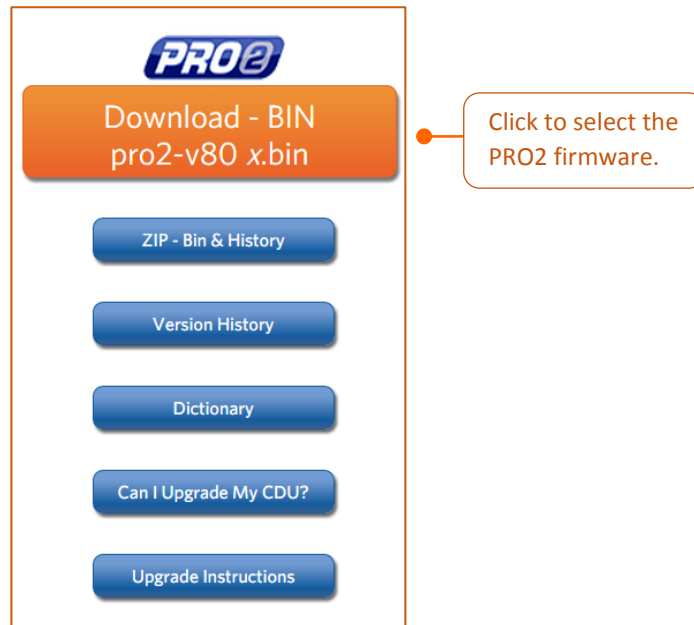 PRO2
Download - BIN
pro2-v80 x.bin
Click to select the
PRO2 firmware.
ZIP - Bin & History
Version History
Dictionary
Can I Upgrade My CDU?
Upgrade Instructions